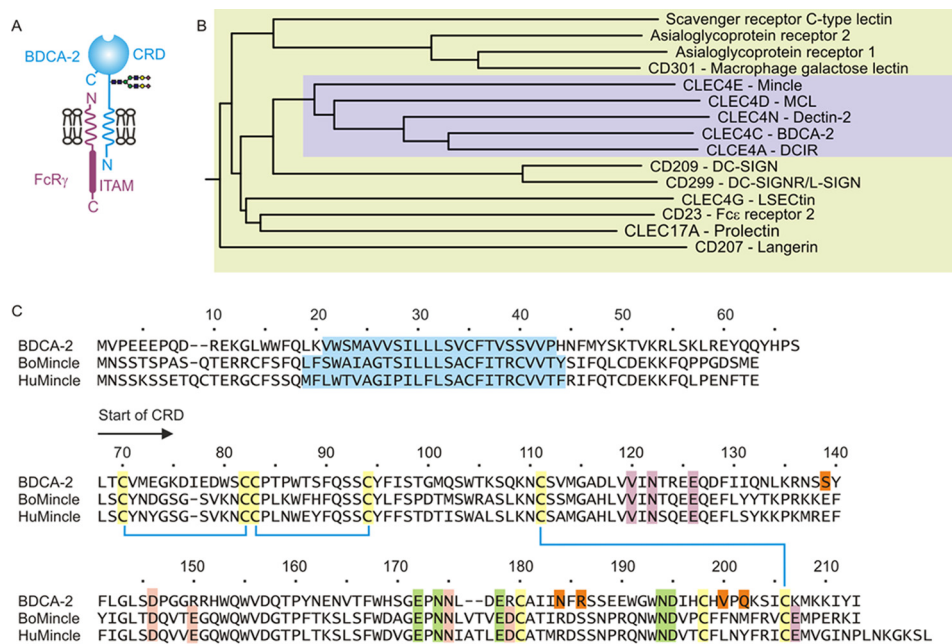 A
BDCA-2
CRD
C
N
N
FcRγ
ITAM
C
B
Scavenger receptor C-type lectin
Asialoglycoprotein receptor 2
Asialoglycoprotein receptor 1
CD301 - Macrophage galactose lectin
CLEC4E - Mincle
CLEC4D - MCL
CLEC4N - Dectin-2
CLEC4C - BDCA-2
CLCE4A - DCIR
CD209 - DC-SIGN
CD299 - DC-SIGNR/L-SIGN
CLEC4G - LSECtin
CD23 - Fcε receptor 2
CLEC17A - Prolectin
CD207 - Langerin
C
10 20 30 40 50 60
BDCA-2 MVPEEEPQD--REKGLWWFQLKVWSMAVVSILLLSVCFTVSSVVPHNFMYSKTVKRLSKLREYQQYHPS
BoMincle MNSSTSPAS-QTERRCFSFQLFSWAIAGTSILLLSACFITRCVVTYSIFQLCDEKKFQPPGDSME
HuMincle MNSSKSSETQCTERGCFSSQMFLWTVAGIPILFLSACFITRCVVTFRIFQTCDEKKFQLPENFTE
Start of CRD
70 80 90 100 110 120 130 140
BDCA-2 LTCVMEGKDIEDWSCCPTPWTSFQSSCYFISTGMQSWTKSQKNCSVMGADLVVINTREEQDFIIQNLKRNSSY
BoMincle LSCYNDGSG-SVKNCCPLKWFHFQSSCYLFSPDTMSWRASLKNCSHMGAHLVVINTQEEQEFLYYTKPRKKEF
HuMincle LSCYNYGSG-SVKNCCPLNWEYFQSSCYFFSTDTISWALSLKNCSAMGAHLVVINSQEEQEFLSYKKPKMREF
150 160 170 180 190 200 210
BDCA-2 FLGLSDPGGRRHWQWVDQTPYNENVTFWHSGEPNNL--DERCAIINFRSSEEWGWNDIHCHVPQKSICKMKKIYI
BoMincle YIGLTDQVTEGQWQWVDGTPFTKSLSFWDAGEPNNLVTVEDCATIRDSSNPRQNWNDVPCFFNMFRVCEMPERKI
HuMincle FIGLSDQVVEGQWQWVDGTPLTKSLSFWDVGEPNNIATLEDCATMRDSSNPRQNWNDVTCFLNYFRICEMVGINPLNKGKSL